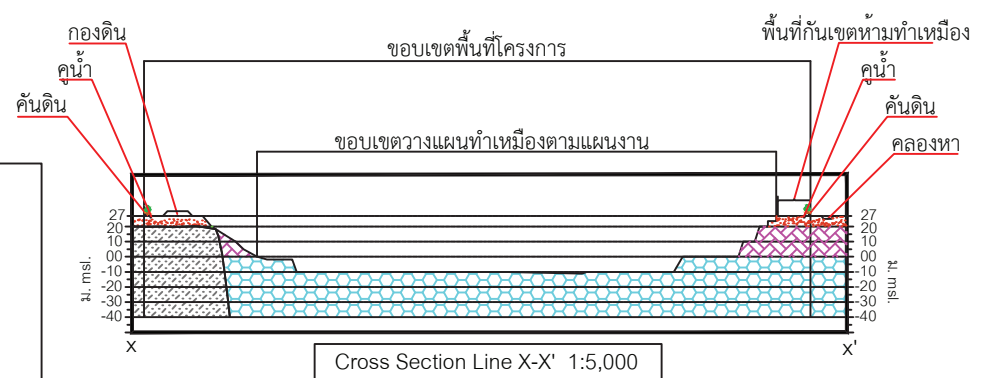 กองดิน
ขอบเขตพื้นที่โครงการ
พื้นที่กันเขตห้ามทำเหมือง
คูน้ำ
คูน้ำ
คันดิน
คันดิน
ขอบเขตวางแผนทำเหมืองตามแผนงาน
คลองหา
27
20
10
00
-10
-20
-30
-40
ม. msl.
27
20
10
00
-10
-20
-30
-40
ม. msl.
X
X'
Cross Section Line X-X' 1:5,000